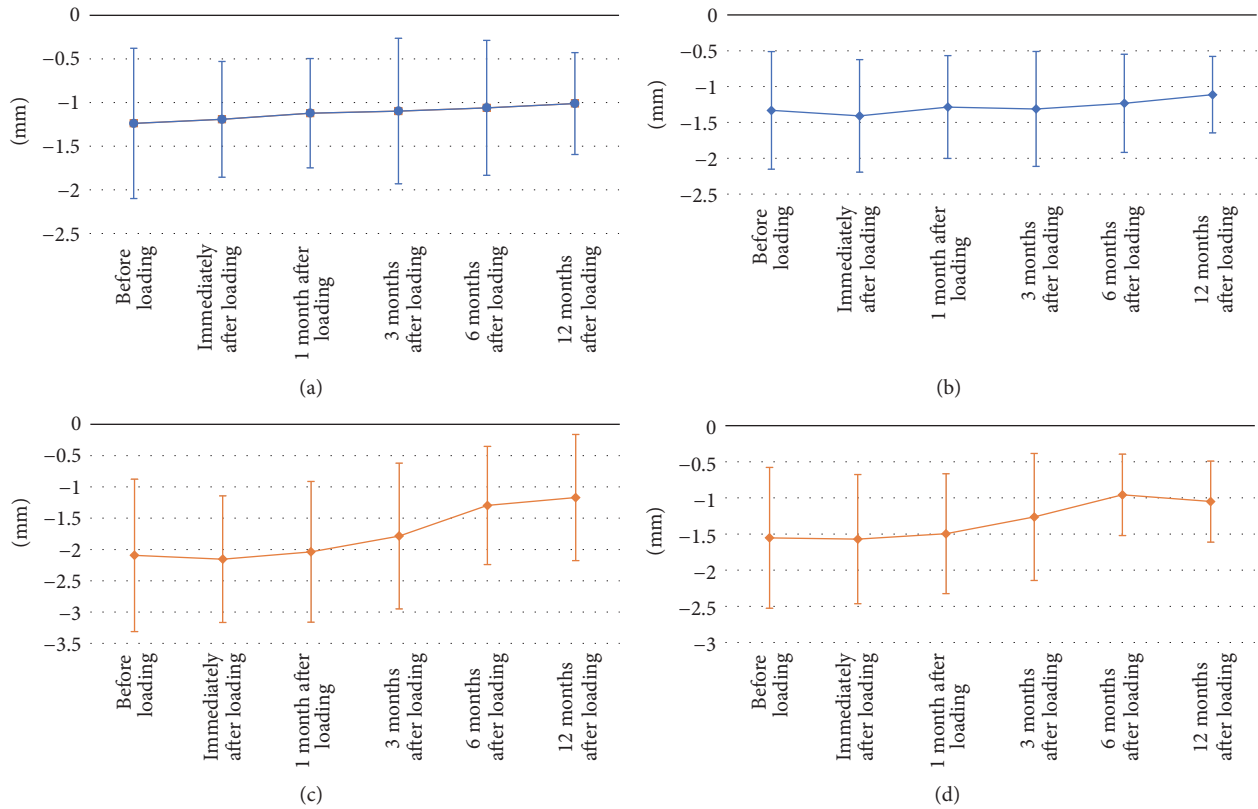 0
−0.5
−1
−1.5
−2
−2.5
(mm)
Before
loading
Immediately
after loading
1 month after
loading
3 months
after loading
6 months
after loading
12 months
after loading
(a)
0
−0.5
−1
−1.5
−2
−2.5
(mm)
Before
loading
Immediately
after loading
1 month after
loading
3 months
after loading
6 months
after loading
12 months
after loading
(b)
0
−0.5
−1
−1.5
−2
−2.5
−3
−3.5
(mm)
Before
loading
Immediately
after loading
1 month after
loading
3 months
after loading
6 months
after loading
12 months
after loading
(c)
0
−0.5
−1
−1.5
−2
−2.5
−3
(mm)
Before
loading
Immediately
after loading
1 month after
loading
3 months
after loading
6 months
after loading
12 months
after loading
(d)